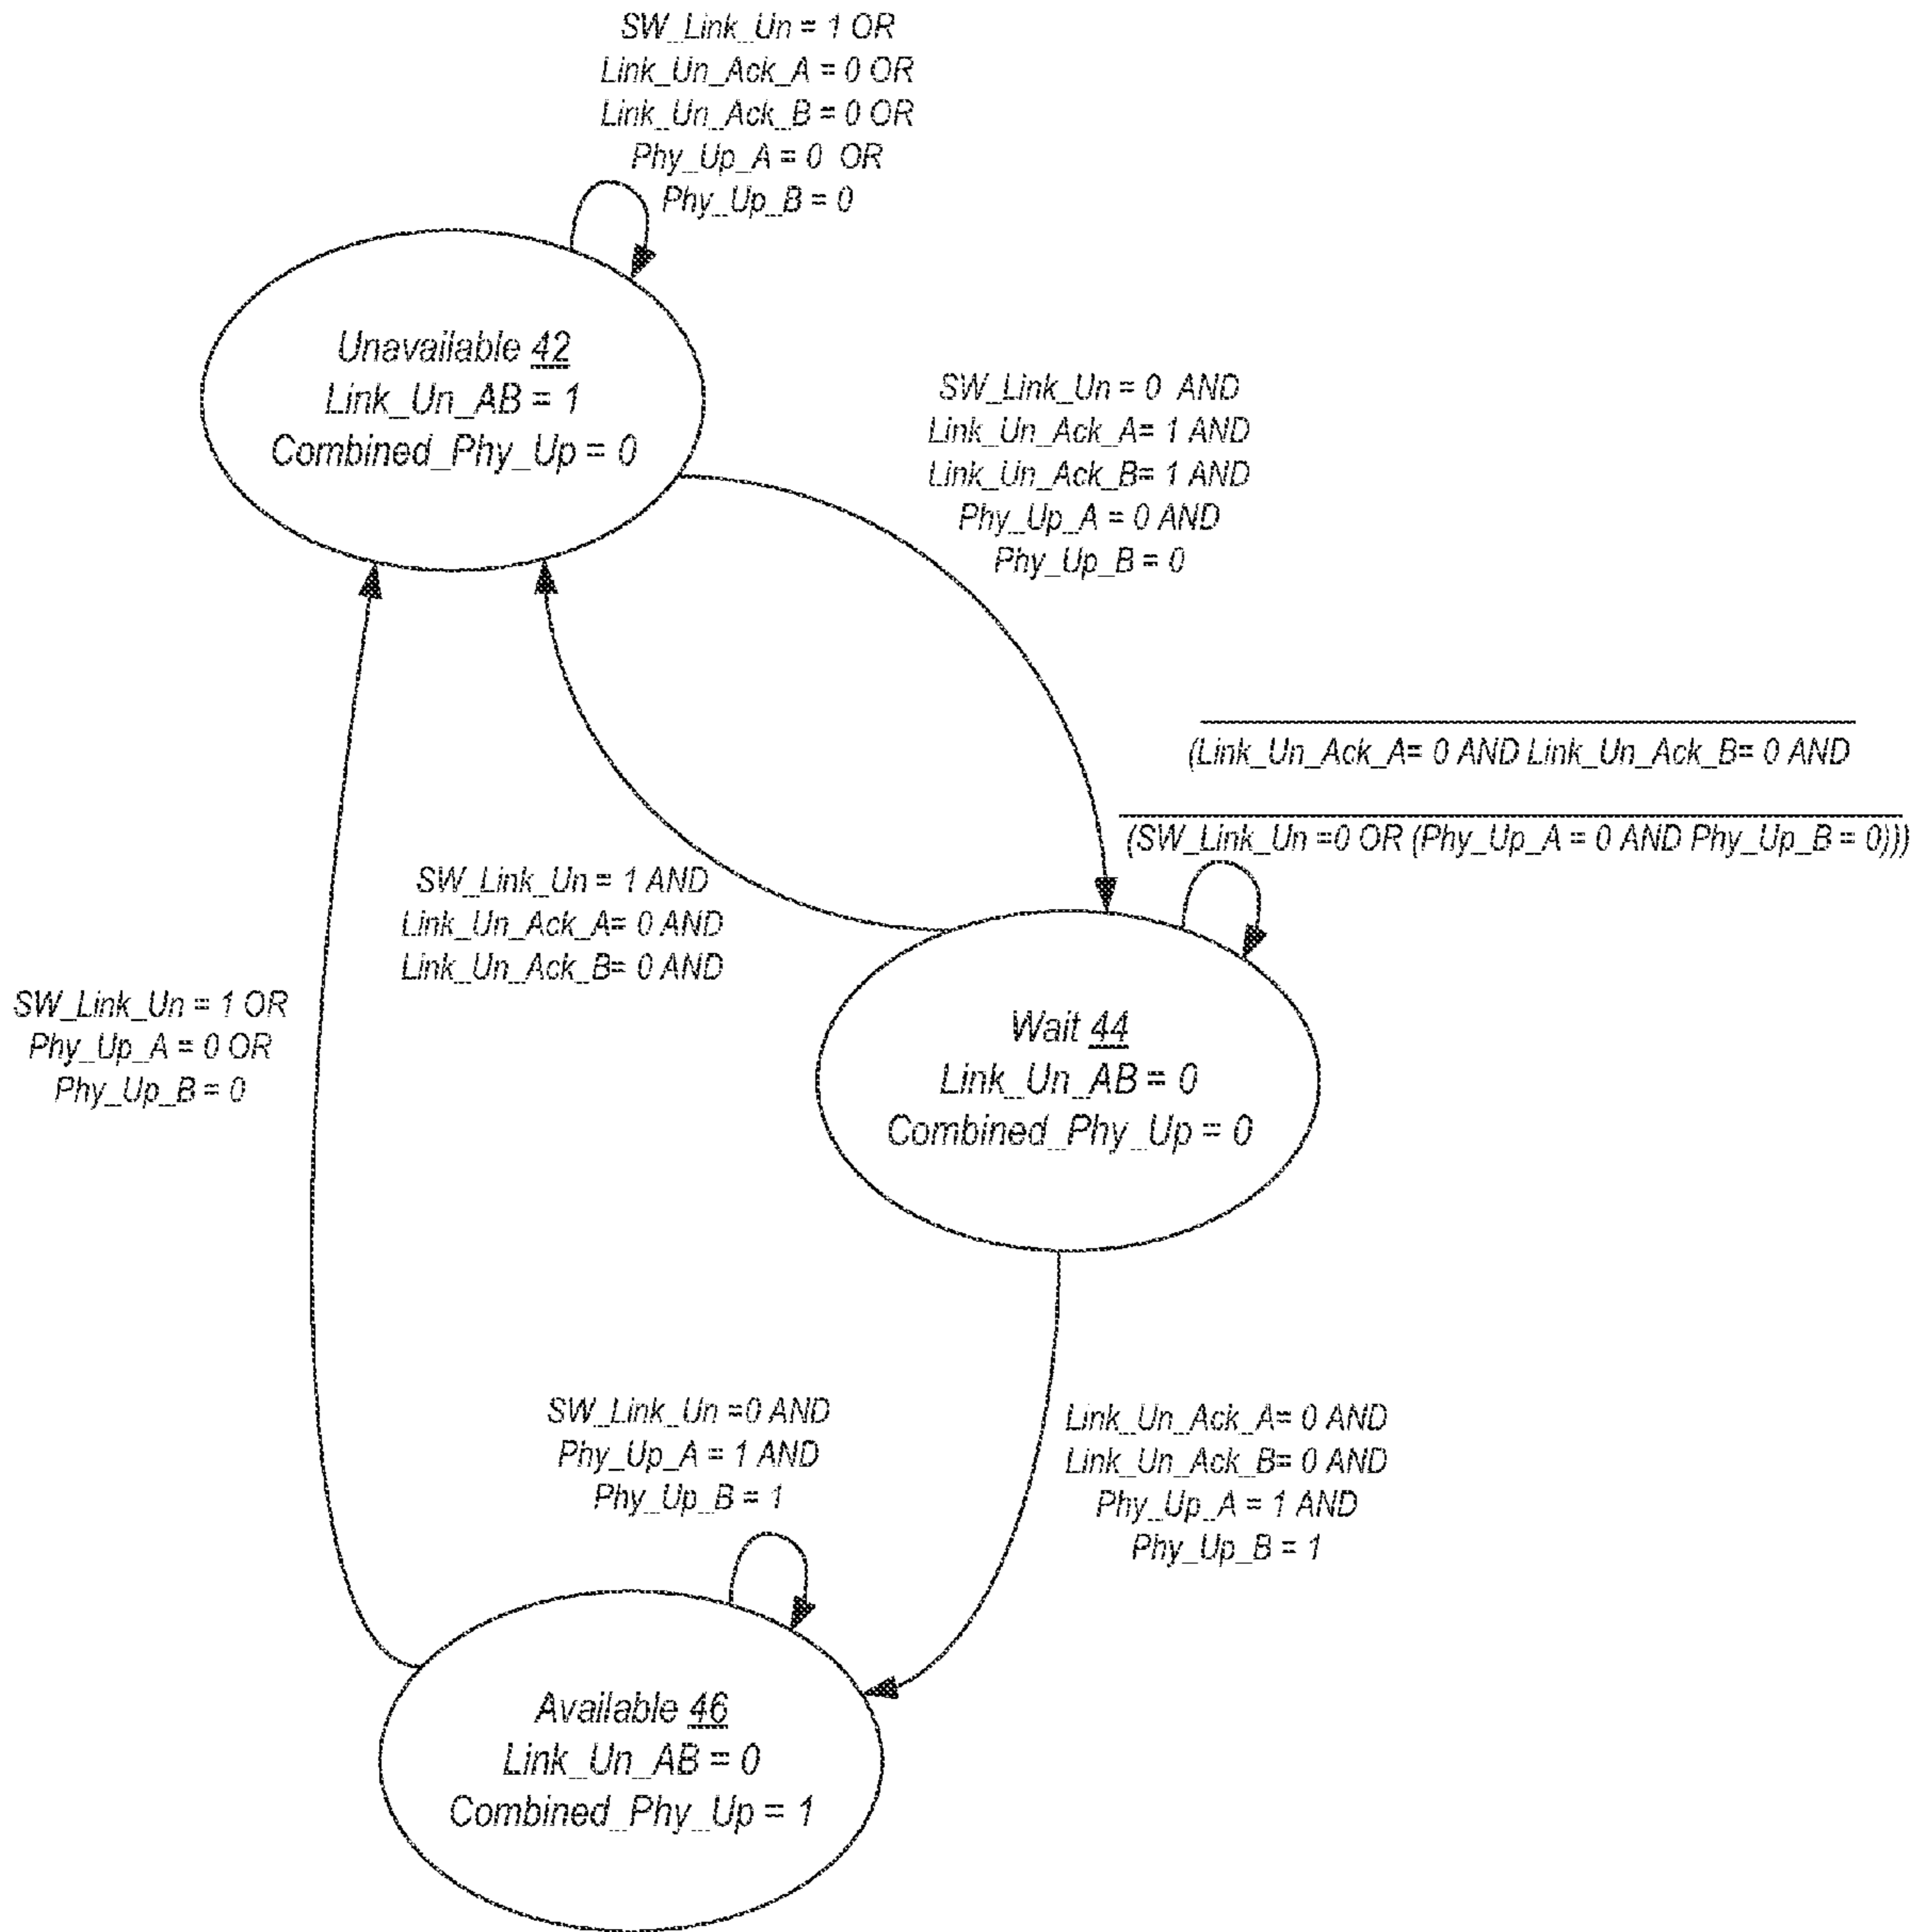 SW_Link_Un = 1 OR
Link_Un_Ack_A = 0 OR
Link_Un_Ack_B = 0 OR
Phy_Up_A = 0 OR
Phy_Up_B = 0
Unavailable 42
Link_Un_AB = 1
Combined_Phy_Up = 0
SW_Link_Un = 0 AND
Link_Un_Ack_A= 1 AND
Link_Un_Ack_B= 1 AND
Phy_Up_A = 0 AND
Phy_Up_B = 0
(Link_Un_Ack_A= 0 AND Link_Un_Ack_B= 0 AND
(SW_Link_Un =0 OR (Phy_Up_A = 0 AND Phy_Up_B = 0)))
SW_Link_Un = 1 AND
Link_Un_Ack_A= 0 AND
Link_Un_Ack_B= 0 AND
SW_Link_Un = 1 OR
Phy_Up_A = 0 OR
Phy_Up_B = 0
Wait 44
Link_Un_AB = 0
Combined_Phy_Up = 0
SW_Link_Un =0 AND
Phy_Up_A = 1 AND
Phy_Up_B = 1
Link_Un_Ack_A= 0 AND
Link_Un_Ack_B= 0 AND
Phy_Up_A = 1 AND
Phy_Up_B = 1
Available 46
Link_Un_AB = 0
Combined_Phy_Up = 1